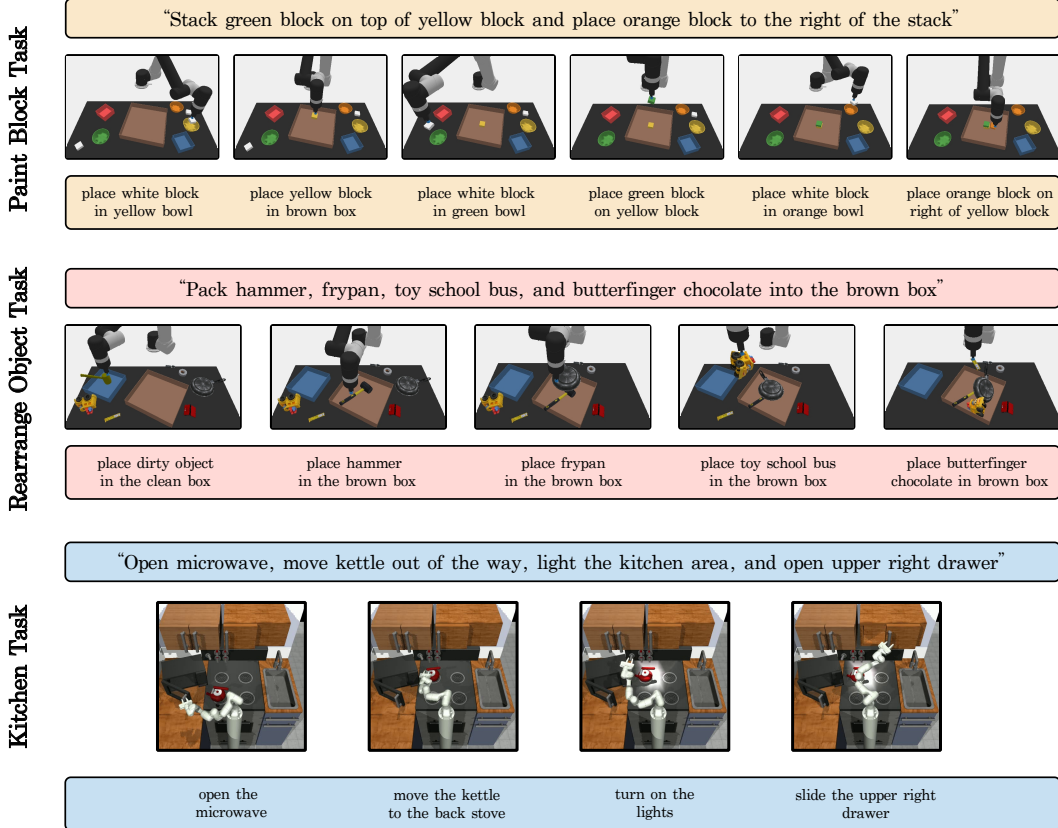 Paint Block Task
“Stack green block on top of yellow block and place orange block to the right of the stack”
place white block
in yellow bowl
place yellow block
in brown box
place white block
in green bowl
place green block
on yellow block
place white block
in orange bowl
place orange block on
right of yellow block
Rearrange Object Task
“Pack hammer, frypan, toy school bus, and butterfinger chocolate into the brown box”
place dirty object
in the clean box
place hammer
in the brown box
place frypan
in the brown box
place toy school bus
in the brown box
place butterfinger
chocolate in brown box
Kitchen Task
“Open microwave, move kettle out of the way, light the kitchen area, and open upper right drawer”
open the
microwave
move the kettle
to the back stove
turn on the
lights
slide the upper right
drawer